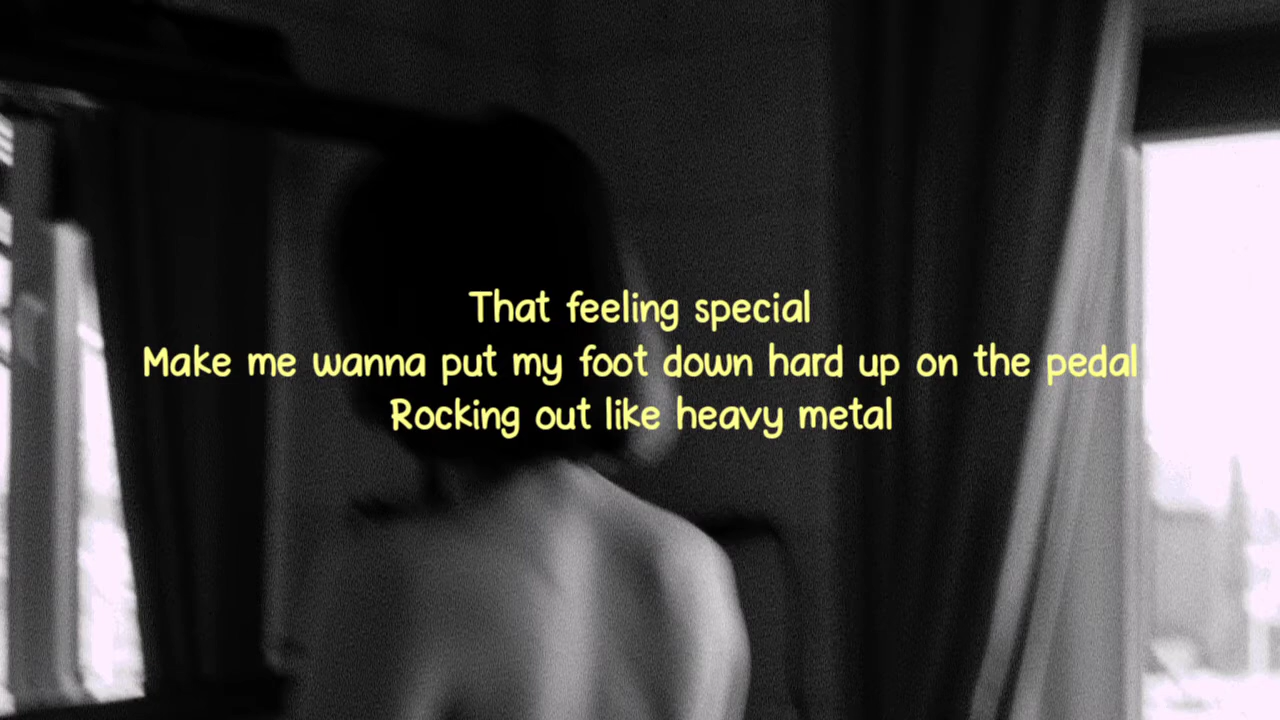 That feeling special
Make me wanna put my foot down hard up on the pedal
Rocking out like heavy metal